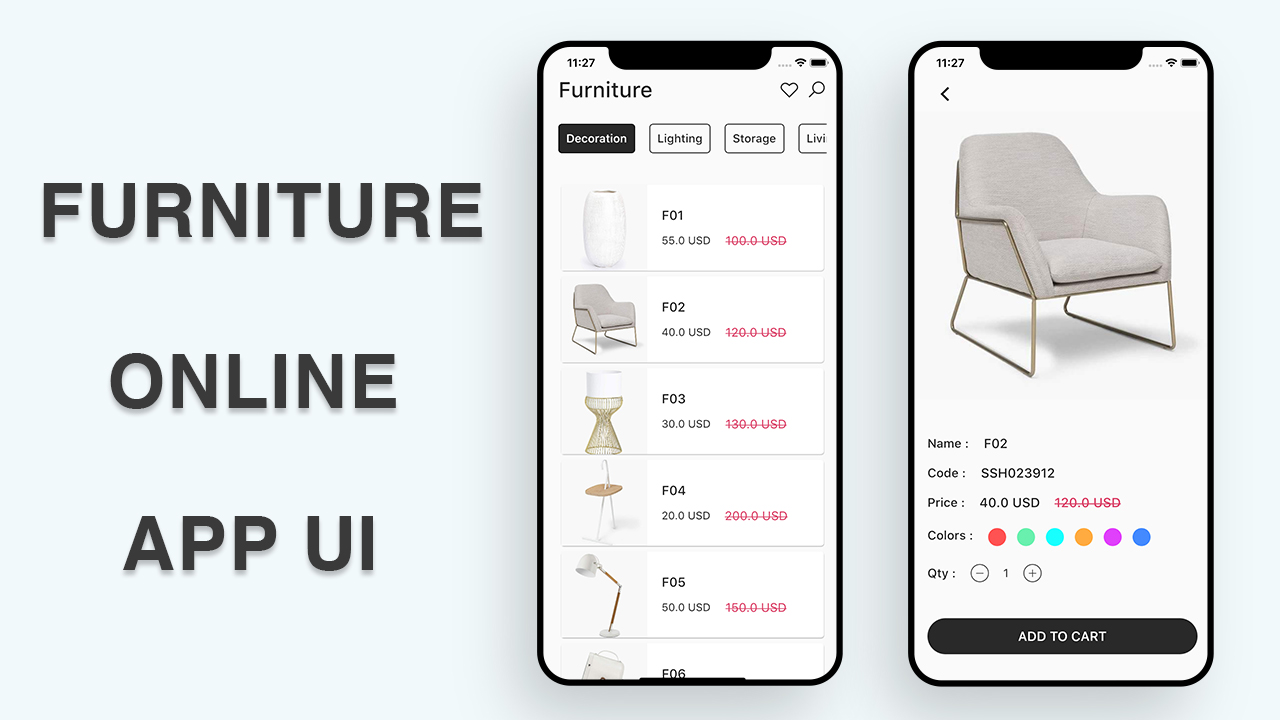 FURNITURE
ONLINE
APP UI
11:27
Furniture
Decoration Lighting Storage Livi
F01
55.0 USD 100.0 USD
F02
40.0 USD 120.0 USD
F03
30.0 USD 130.0 USD
F04
20.0 USD 200.0 USD
F05
50.0 USD 150.0 USD
F06
11:27
Name : F02
Code : SSH023912
Price : 40.0 USD 120.0 USD
Colors :
Qty : 1
ADD TO CART